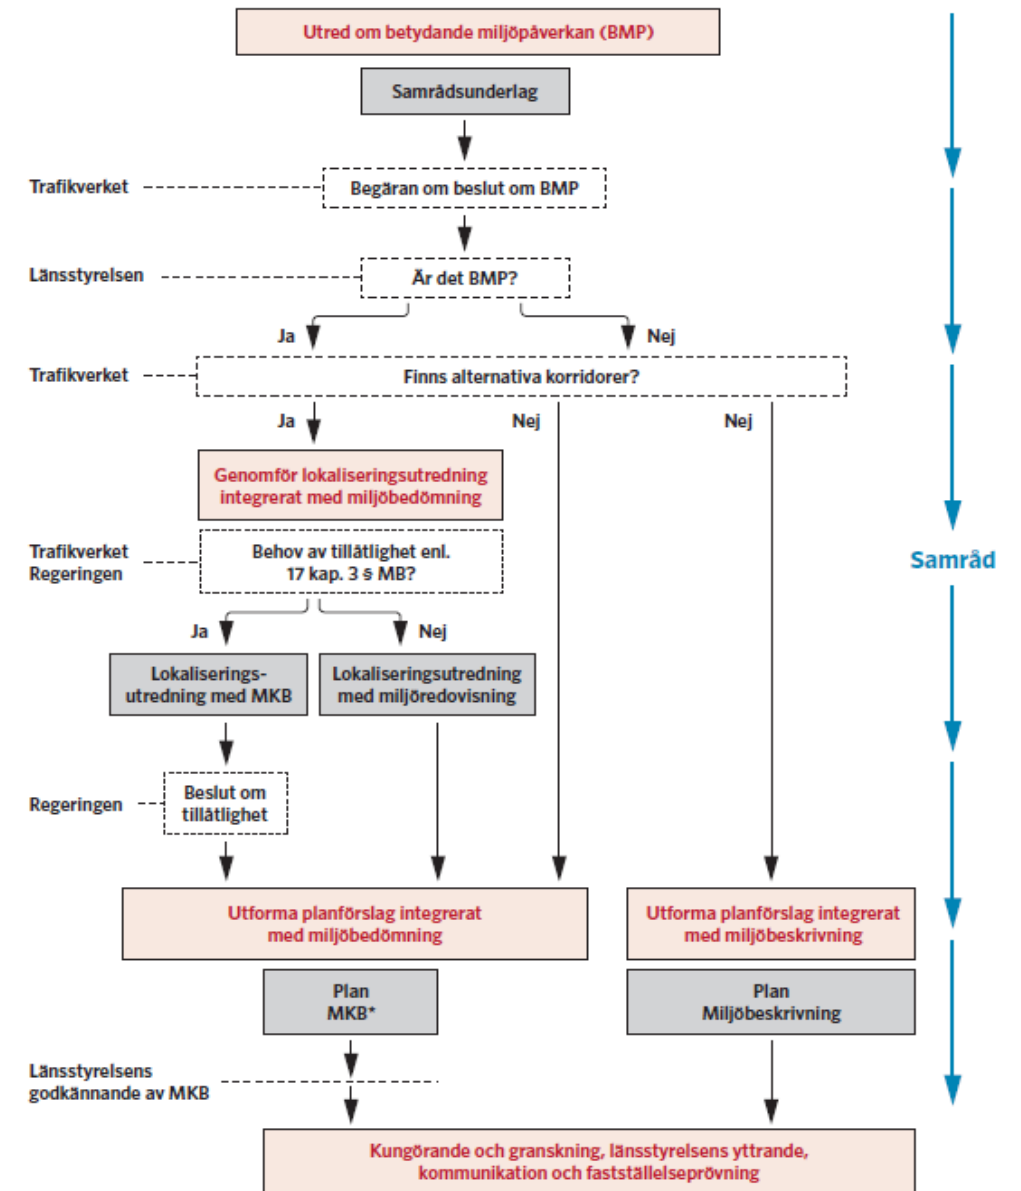 Utred om betydande miljöpåverkan (BMP)
Samrådsunderlag
Trafikverket
Begäran om beslut om BMP
Länsstyrelsen
Är det BMP?
Ja
Nej
Trafikverket
Finns alternativa korridorer?
Ja
Nej
Nej
Genomför lokaliseringsutredning
integrerat med miljöbedömning
Trafikverket
Regeringen
Behov av tillåtlighet enl.
17 kap. 3 § MB?
Samråd
Ja
Nej
Lokaliserings-
utredning med MKB
Lokaliseringsutredning
med miljöredovisning
Regeringen
Beslut om
tillåtlighet
Utforma planförslag integrerat
med miljöbedömning
Utforma planförslag integrerat
med miljöbeskrivning
Plan
MKB*
Plan
Miljöbeskrivning
Länsstyrelsens
godkännande av MKB
Kungörande och granskning, länsstyrelsens yttrande,
kommunikation och fastställelseprövning